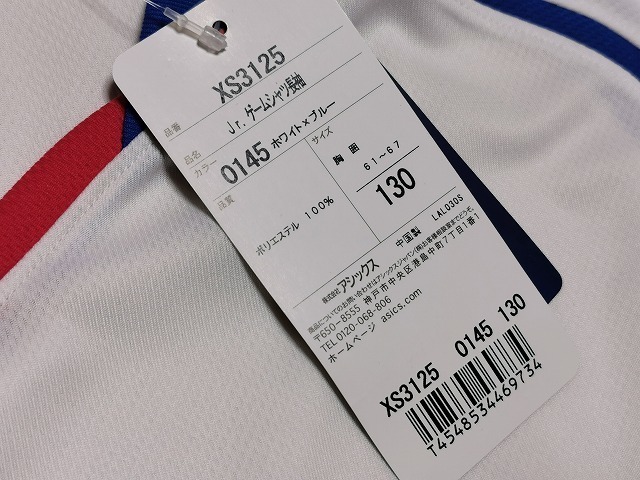 品番 XS3125
品名 Jr.ゲームシャツ長袖
カラー 0145 ホワイト×ブルー
品質 ポリエステル 100%
サイズ
胸囲 61~67
130
中国製 LAL030S
株式会社アシックス
商品についてのお問い合わせはアシックスジャパン(株)お客様相談室までどうぞ。
〒650-8555 神戸市中央区港島中町7丁目1番1
TEL0120-068-806
ホームページ asics.com
XS3125 0145 130
T4548534469734